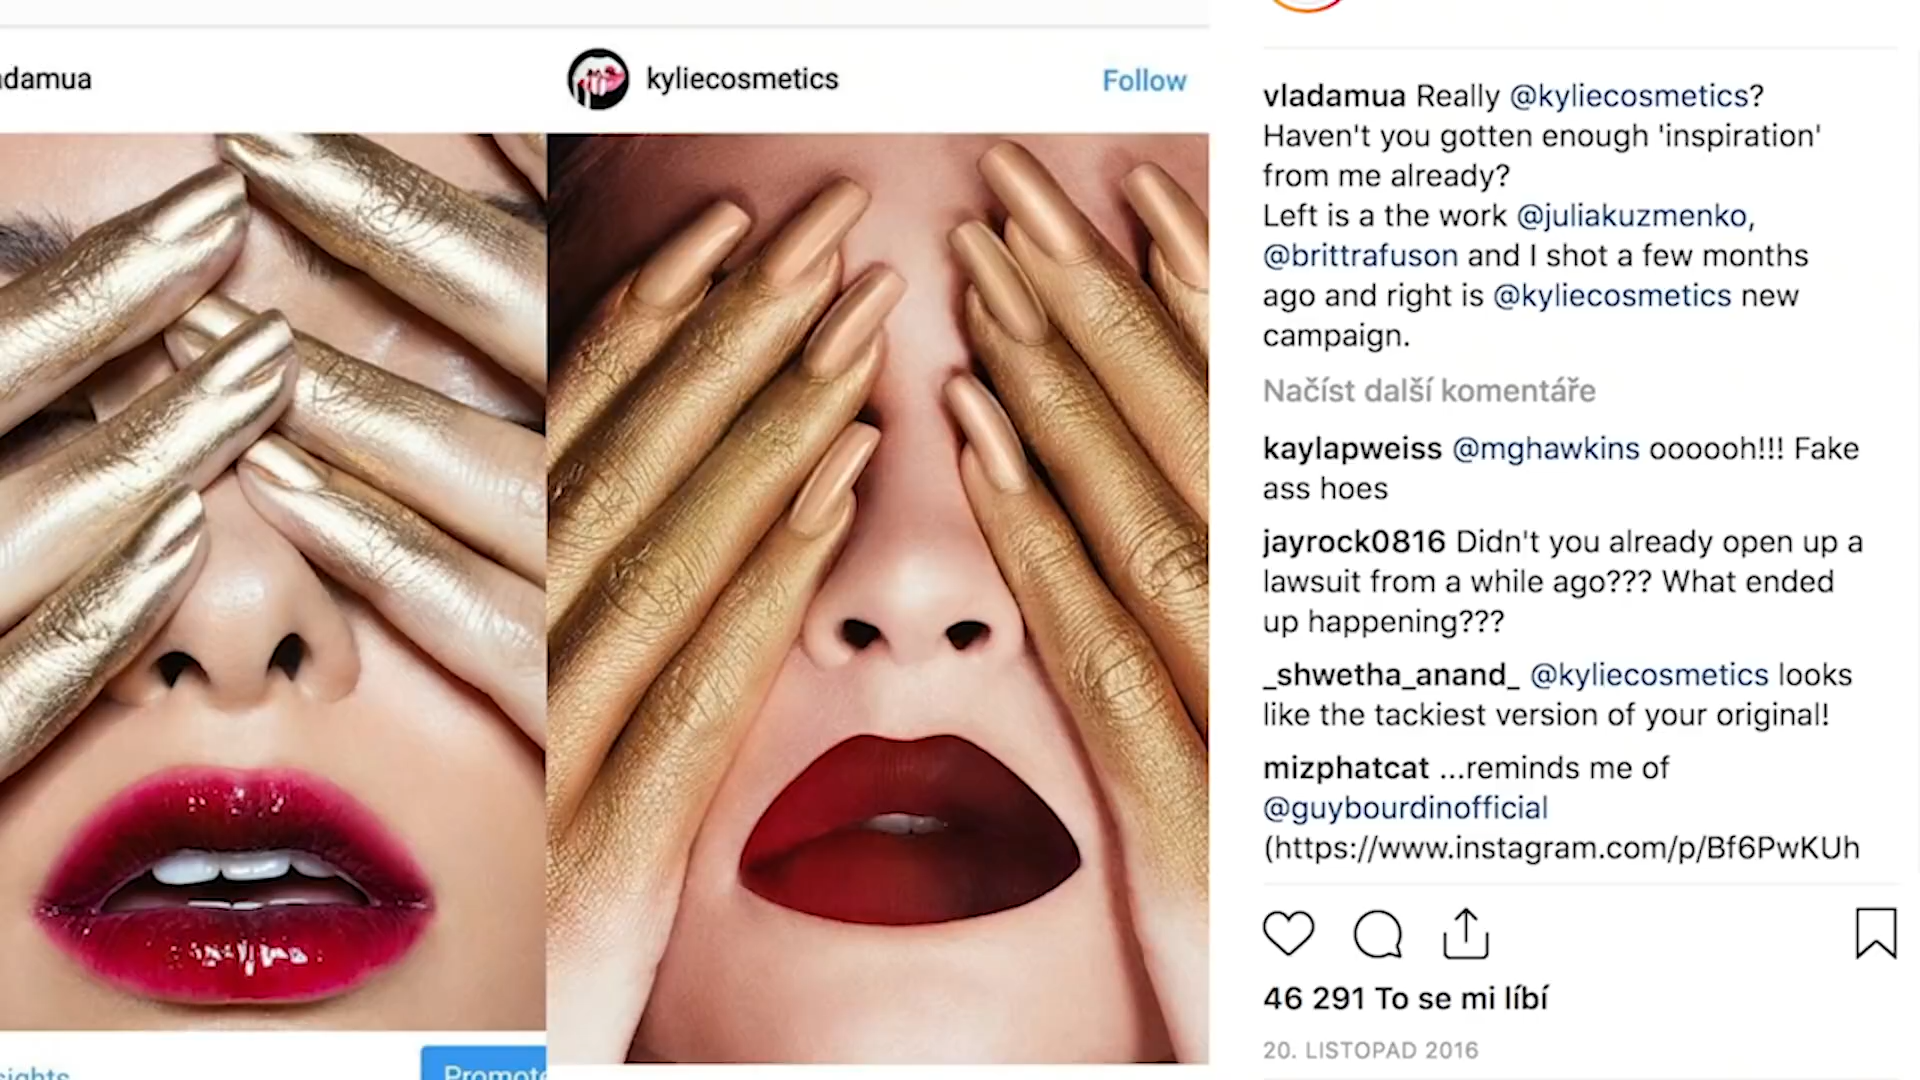 damua
kyliecosmetics
Follow
vladamua Really @kyliecosmetics?
Haven't you gotten enough 'inspiration'
from me already?
Left is a the work @juliakuzmenko,
@brittrafuson and I shot a few months
ago and right is @kyliecosmetics new
campaign.
Načíst další komentáře
kaylapweiss @mghawkins oooooh!!! Fake
ass hoes
jayrock0816 Didn't you already open up a
lawsuit from a while ago??? What ended
up happening???
_shwetha_anand_ @kyliecosmetics looks
like the tackiest version of your original!
mizphatcat ...reminds me of
@guybourdinofficial
(https://www.instagram.com/p/Bf6PwKUh
46 291 To se mi líbí
20. LISTOPAD 2016
sights
Promote